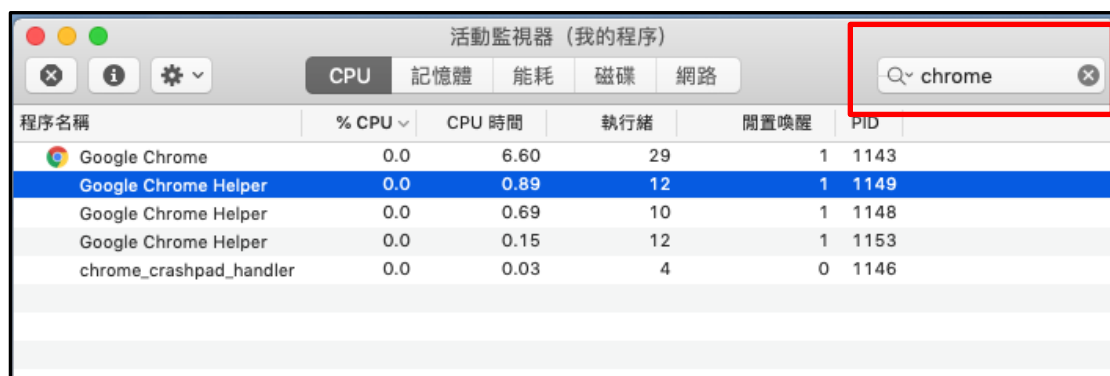 活動監視器（我的程序）
CPU 記憶體 能耗 磁碟 網路 chrome
程序名稱 % CPU CPU 時間 執行緒 閒置喚醒 PID
Google Chrome 0.0 6.60 29 1 1143
Google Chrome Helper 0.0 0.89 12 1 1149
Google Chrome Helper 0.0 0.69 10 1 1148
Google Chrome Helper 0.0 0.15 12 1 1153
chrome_crashpad_handler 0.0 0.03 4 0 1146